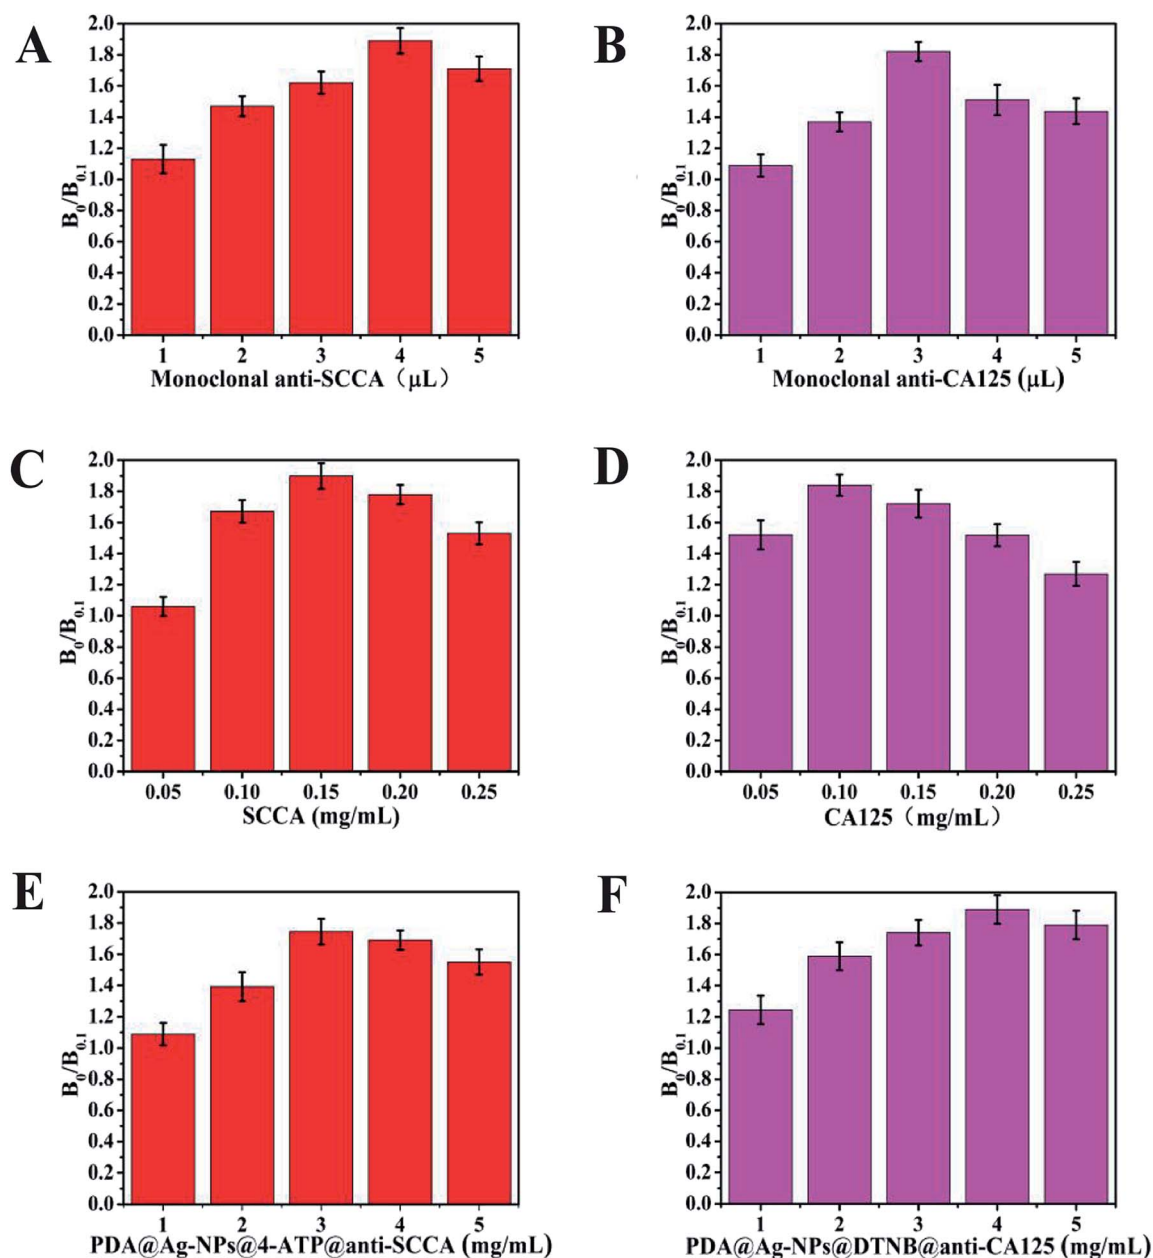 A
2.0
1.8
1.6
1.4
1.2
1.0
0.8
0.6
0.4
0.2
0.0
B0/B0.1
1 2 3 4 5
Monoclonal anti-SCCA（μL）
B
2.0
1.8
1.6
1.4
1.2
1.0
0.8
0.6
0.4
0.2
0.0
B0/B0.1
1 2 3 4 5
Monoclonal anti-CA125 (μL)
C
2.0
1.8
1.6
1.4
1.2
1.0
0.8
0.6
0.4
0.2
0.0
B0/B0.1
0.05 0.10 0.15 0.20 0.25
SCCA (mg/mL)
D
2.0
1.8
1.6
1.4
1.2
1.0
0.8
0.6
0.4
0.2
0.0
B0/B0.1
0.05 0.10 0.15 0.20 0.25
CA125（mg/mL）
E
2.0
1.8
1.6
1.4
1.2
1.0
0.8
0.6
0.4
0.2
0.0
B0/B0.1
1 2 3 4 5
PDA@Ag-NPs@4-ATP@anti-SCCA (mg/mL)
F
2.0
1.8
1.6
1.4
1.2
1.0
0.8
0.6
0.4
0.2
0.0
B0/B0.1
1 2 3 4 5
PDA@Ag-NPs@DTNB@anti-CA125 (mg/mL)